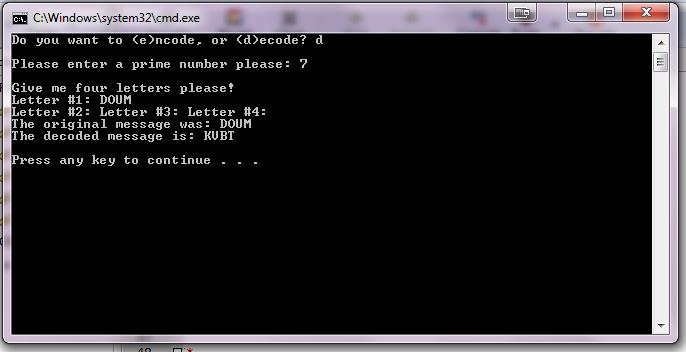 C:\Windows\system32\cmd.exe
Do you want to (e)ncode, or (d)ecode? d
Please enter a prime number please: 7
Give me four letters please!
Letter #1: DOUM
Letter #2: Letter #3: Letter #4:
The original message was: DOUM
The decoded message is: KVBT
Press any key to continue . . .